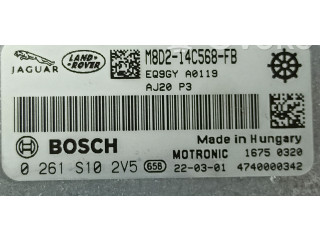 JAGUAR
LAND-ROVER
M8D2-14C568-FB
EQ9GY A0119
AJ20 P3
BOSCH
Made in Hungary
MOTRONIC 1675 0320
0 261 S10 2V5 658 22-03-01 4740000342